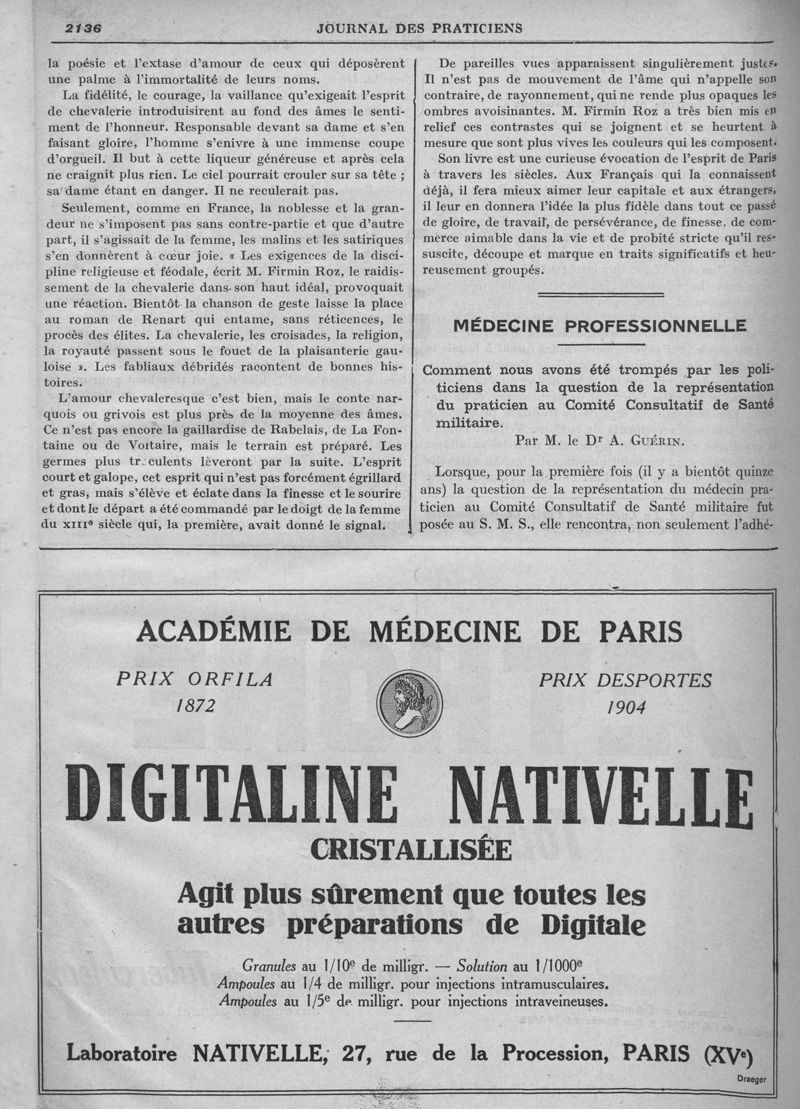 2136
JOURNAL DES PRATICIENS
la poésie et l'extase d'amour de ceux qui déposèrent
une palme à l'immortalité de leurs noms.
La fidélité, le courage, la vaillance qu'exigeait l'esprit
de chevalerie introduisirent au fond des âmes le senti-
ment de l'honneur. Responsable devant sa dame et s'en
faisant gloire, l'homme s'enivre à une immense coupe
d'orgueil. Il but à cette liqueur généreuse et après cela
ne craignit plus rien. Le ciel pourrait crouler sur sa tête ;
sa dame étant en danger. Il ne reculerait pas.
Seulement, comme en France, la noblesse et la gran-
deur ne s'imposent pas sans contre-partie et que d'autre
part, il s'agissait de la femme, les malins et les satiriques
s'en donnèrent à cœur joie. « Les exigences de la disci-
pline religieuse et féodale, écrit M. Firmin Roz, le raidis-
sement de la chevalerie dans son haut idéal, provoquait
une réaction. Bientôt la chanson de geste laisse la place
au roman de Renart qui entame, sans réticences, le
procès des élites. La chevalerie, les croisades, la religion,
la royauté passent sous le fouet de la plaisanterie gau-
loise ». Les fabliaux débridés racontent de bonnes his-
toires.
L'amour chevaleresque c'est bien, mais le conte nar-
quois ou grivois est plus près de la moyenne des âmes.
Ce n'est pas encore la gaillardise de Rabelais, de La Fon-
taine ou de Voltaire, mais le terrain est préparé. Les
germes plus tr culents lèveront par la suite. L'esprit
court et galope, cet esprit qui n'est pas forcément égrillard
et gras, mais s'élève et éclate dans la finesse et le sourire
et dont le départ a été commandé par le doigt de la femme
du XIIIe siècle qui, la première, avait donné le signal.
De pareilles vues apparaissent singulièrement justes.
Il n'est pas de mouvement de l'âme qui n'appelle son
contraire, de rayonnement, qui ne rende plus opaques les
ombres avoisinantes. M. Firmin Roz a très bien mis en
relief ces contrastes qui se joignent et se heurtent à
mesure que sont plus vives les couleurs qui les composent.
Son livre est une curieuse évocation de l'esprit de Paris
à travers les siècles. Aux Français qui la connaissent
déjà, il fera mieux aimer leur capitale et aux étrangers,
il leur en donnera l'idée la plus fidèle dans tout ce passé
de gloire, de travail, de persévérance, de finesse, de com-
merce aimable dans la vie et de probité stricte qu'il res-
suscite, découpe et marque en traits significatifs et heu-
reusement groupés.
MÉDECINE PROFESSIONNELLE
Comment nous avons été trompés par les poli-
ticiens dans la question de la représentation
du praticien au Comité Consultatif de Santé
militaire.
Par M. le Dr A. GUÉRIN.
Lorsque, pour la première fois (il y a bientôt quinze
ans) la question de la représentation du médecin pra-
ticien au Comité Consultatif de Santé militaire fut
posée au S. M. S., elle rencontra, non seulement l'adhé-
ACADÉMIE DE MÉDECINE DE PARIS
PRIX ORFILA
1872
PRIX DESPORTES
1904
DIGITALINE NATIVELLE
CRISTALLISÉE
Agit plus sûrement que toutes les
autres préparations de Digitale
Granules au 1/10e de milligr. — Solution au 1/1000e
Ampoules au 1/4 de milligr. pour injections intramusculaires.
Ampoules au 1/5e de milligr. pour injections intraveineuses.
Laboratoire NATIVELLE, 27, rue de la Procession, PARIS (XVe)
Draeger